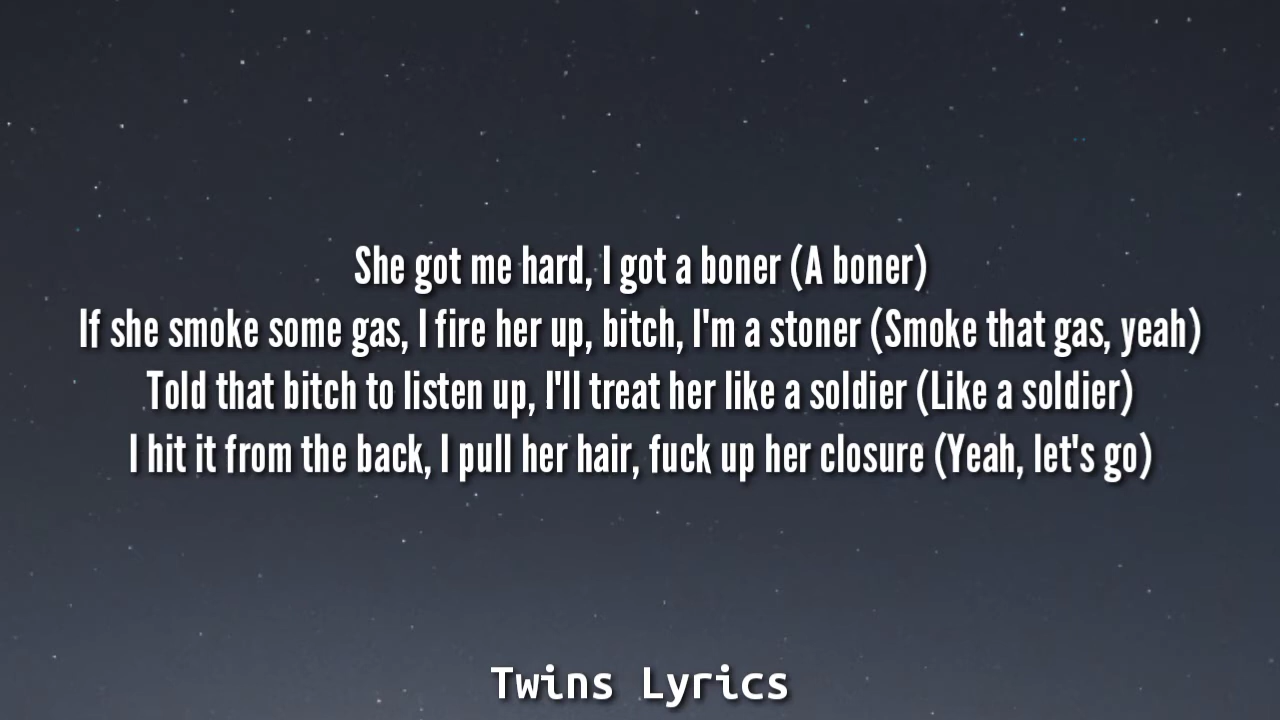 She got me hard, I got a boner (A boner)
If she smoke some gas, I fire her up, bitch, I'm a stoner (Smoke that gas, yeah)
Told that bitch to listen up, I'll treat her like a soldier (Like a soldier)
I hit it from the back, I pull her hair, fuck up her closure (Yeah, let's go)
Twins Lyrics